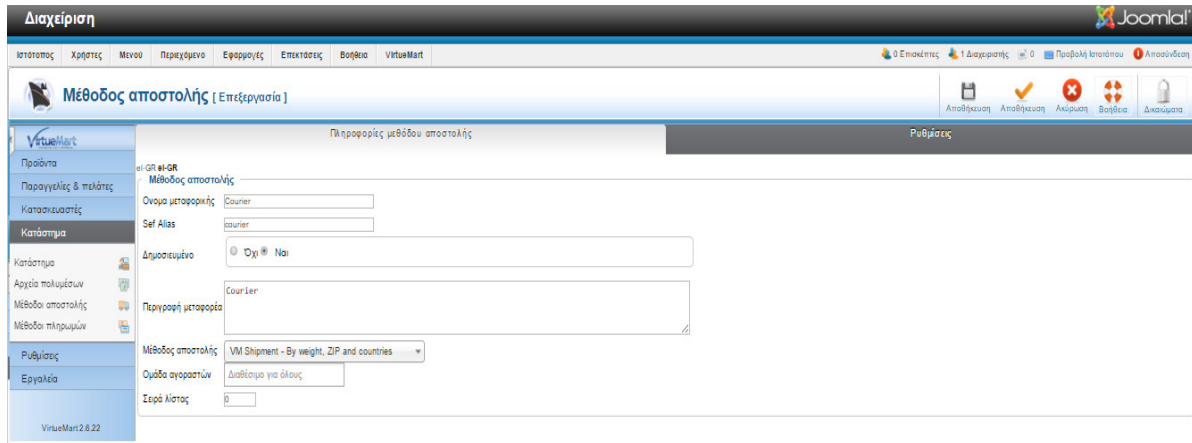 Διαχείριση
Joomla!
Ιστότοπος Χρήστες Μενού Περιεχόμενο Εφαρμογές Επεκτάσεις Βοήθεια VirtueMart
0 Επισκέπτες 1 Διαχειριστής 0 Προβολή Ιστοτόπου Αποσύνδεση
Μέθοδος αποστολής [ Επεξεργασία ]
Αποθήκευση Αποθήκευση Ακύρωση Βοήθεια Δικαιώματα
VirtueMart
Πληροφορίες μεθόδου αποστολής
Ρυθμίσεις
Προϊόντα
Παραγγελίες & πελάτες
Κατασκευαστές
Κατάστημα
Κατάστημα
Αρχεία πολυμέσων
Μέθοδοι αποστολής
Μέθοδοι πληρωμών
Ρυθμίσεις
Εργαλεία
VirtueMart 2.6.22
el-GR el-GR
Μέθοδος αποστολής
Ονομα μεταφορικής Courier
Sef Alias courier
Δημοσιευμένο Όχι Ναι
Περιγραφή μεταφορέα Courier
Μέθοδος αποστολής VM Shipment - By weight, ZIP and countries
Ομάδα αγοραστών Διαθέσιμο για όλους
Σειρά λίστας 0